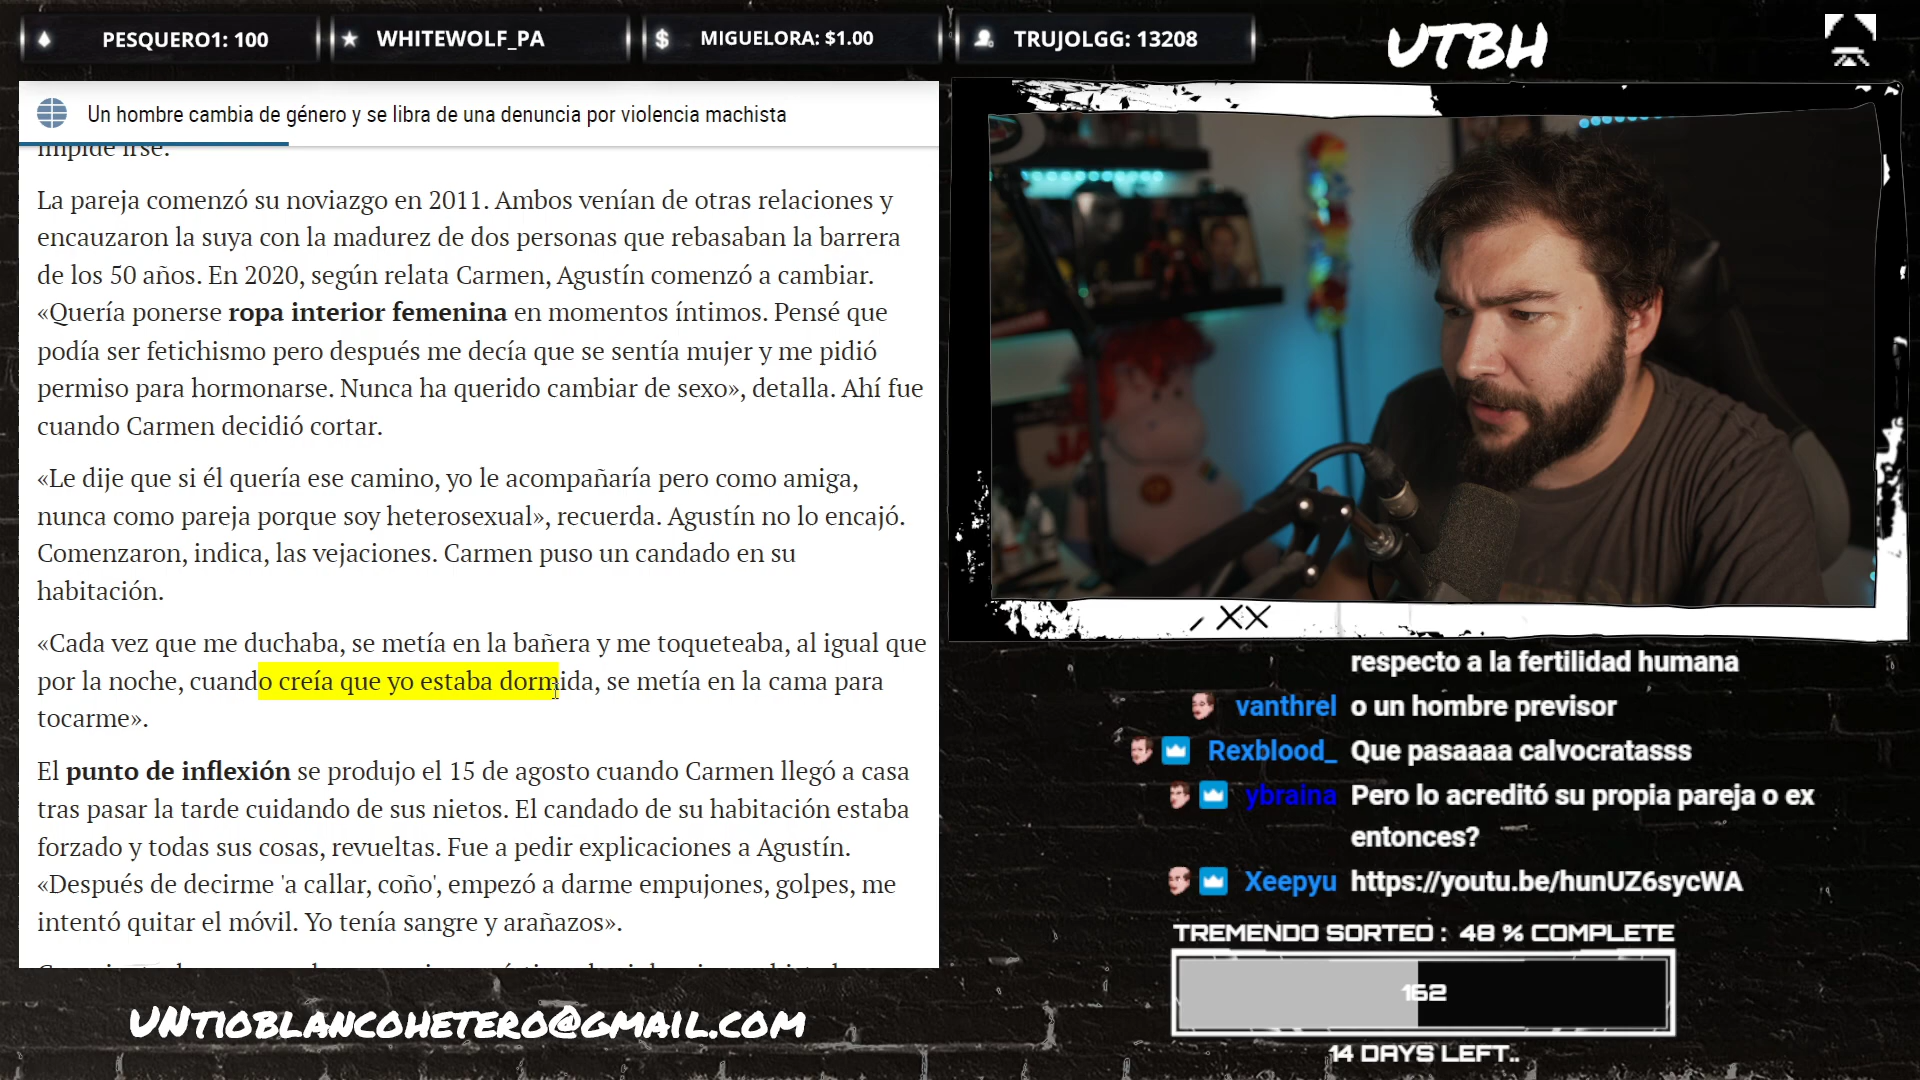 PESQUERO1: 100
WHITEWOLF_PA
$ MIGUELORA: $1.00
TRUJOLGG: 13208
UTBH
Un hombre cambia de género y se libra de una denuncia por violencia machista
impide irse.
La pareja comenzó su noviazgo en 2011. Ambos venían de otras relaciones y
encauzaron la suya con la madurez de dos personas que rebasaban la barrera
de los 50 años. En 2020, según relata Carmen, Agustín comenzó a cambiar.
«Quería ponerse ropa interior femenina en momentos íntimos. Pensé que
podía ser fetichismo pero después me decía que se sentía mujer y me pidió
permiso para hormonarse. Nunca ha querido cambiar de sexo», detalla. Ahí fue
cuando Carmen decidió cortar.
«Le dije que si él quería ese camino, yo le acompañaría pero como amiga,
nunca como pareja porque soy heterosexual», recuerda. Agustín no lo encajó.
Comenzaron, indica, las vejaciones. Carmen puso un candado en su
habitación.
«Cada vez que me duchaba, se metía en la bañera y me toqueteaba, al igual que
por la noche, cuando creía que yo estaba dormida, se metía en la cama para
tocarme».
El punto de inflexión se produjo el 15 de agosto cuando Carmen llegó a casa
tras pasar la tarde cuidando de sus nietos. El candado de su habitación estaba
forzado y todas sus cosas, revueltas. Fue a pedir explicaciones a Agustín.
«Después de decirme 'a callar, coño', empezó a darme empujones, golpes, me
intentó quitar el móvil. Yo tenía sangre y arañazos».
UNTIOBLANCOHETERO@GMAIL.COM
XX
respecto a la fertilidad humana
vanthrel o un hombre previsor
Rexblood_ Que pasaaaa calvocratasss
ybraina Pero lo acreditó su propia pareja o ex
entonces?
Xeepyu https://youtu.be/hunUZ6sycWA
TREMENDO SORTEO : 48 % COMPLETE
162
14 DAYS LEFT..